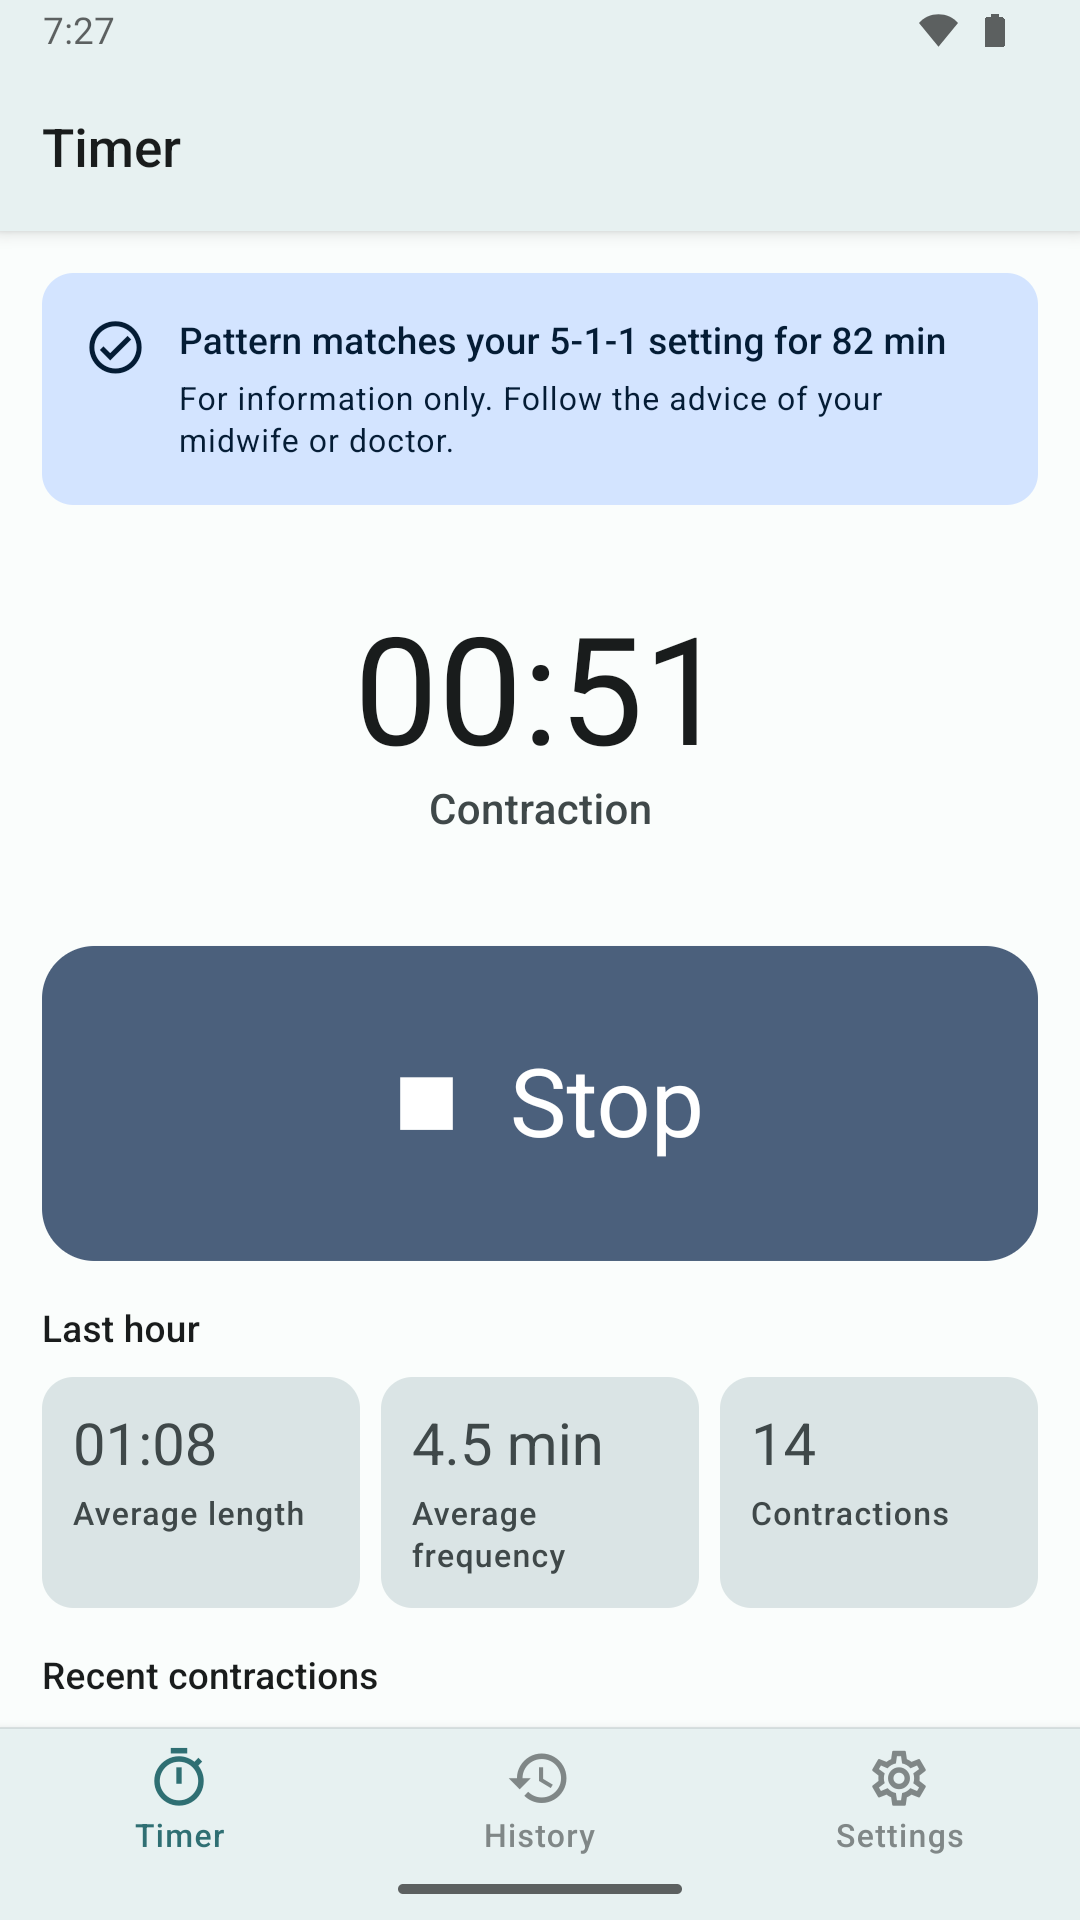 7:27
Timer
Pattern matches your 5-1-1 setting for 82 min
For information only. Follow the advice of your
midwife or doctor.
00:51
Contraction
Stop
Last hour
01:08
Average length
4.5 min
Average
frequency
14
Contractions
Recent contractions
Timer
History
Settings